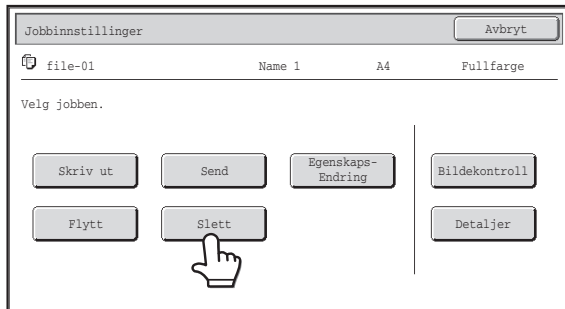 Jobbinnstillinger Avbryt
file-01 Name 1 A4 Fullfarge
Velg jobben.
Skriv ut Send Egenskaps- Bildekontroll
Endring
Flytt Slett Detaljer